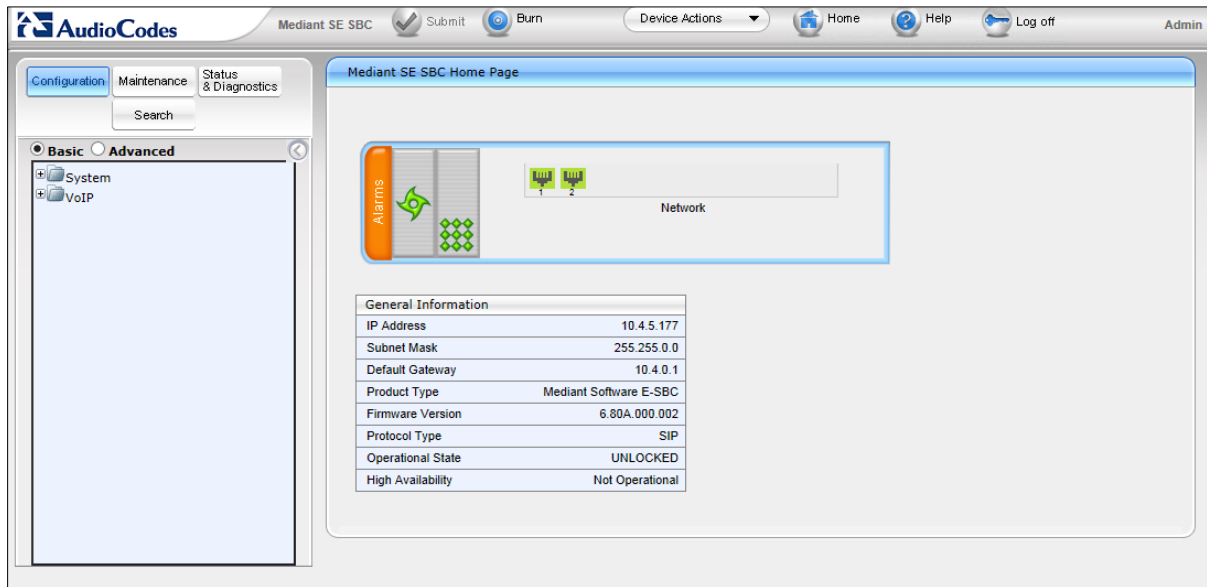 AudioCodes
Mediant SE SBC
Submit
Burn
Device Actions
Home
Help
Log off
Admin
Configuration
Maintenance
Status
& Diagnostics
Search
Basic
Advanced
System
VoIP
Mediant SE SBC Home Page
Alarms
1
2
Network
General Information
IP Address 10.4.5.177
Subnet Mask 255.255.0.0
Default Gateway 10.4.0.1
Product Type Mediant Software E-SBC
Firmware Version 6.80A.000.002
Protocol Type SIP
Operational State UNLOCKED
High Availability Not Operational